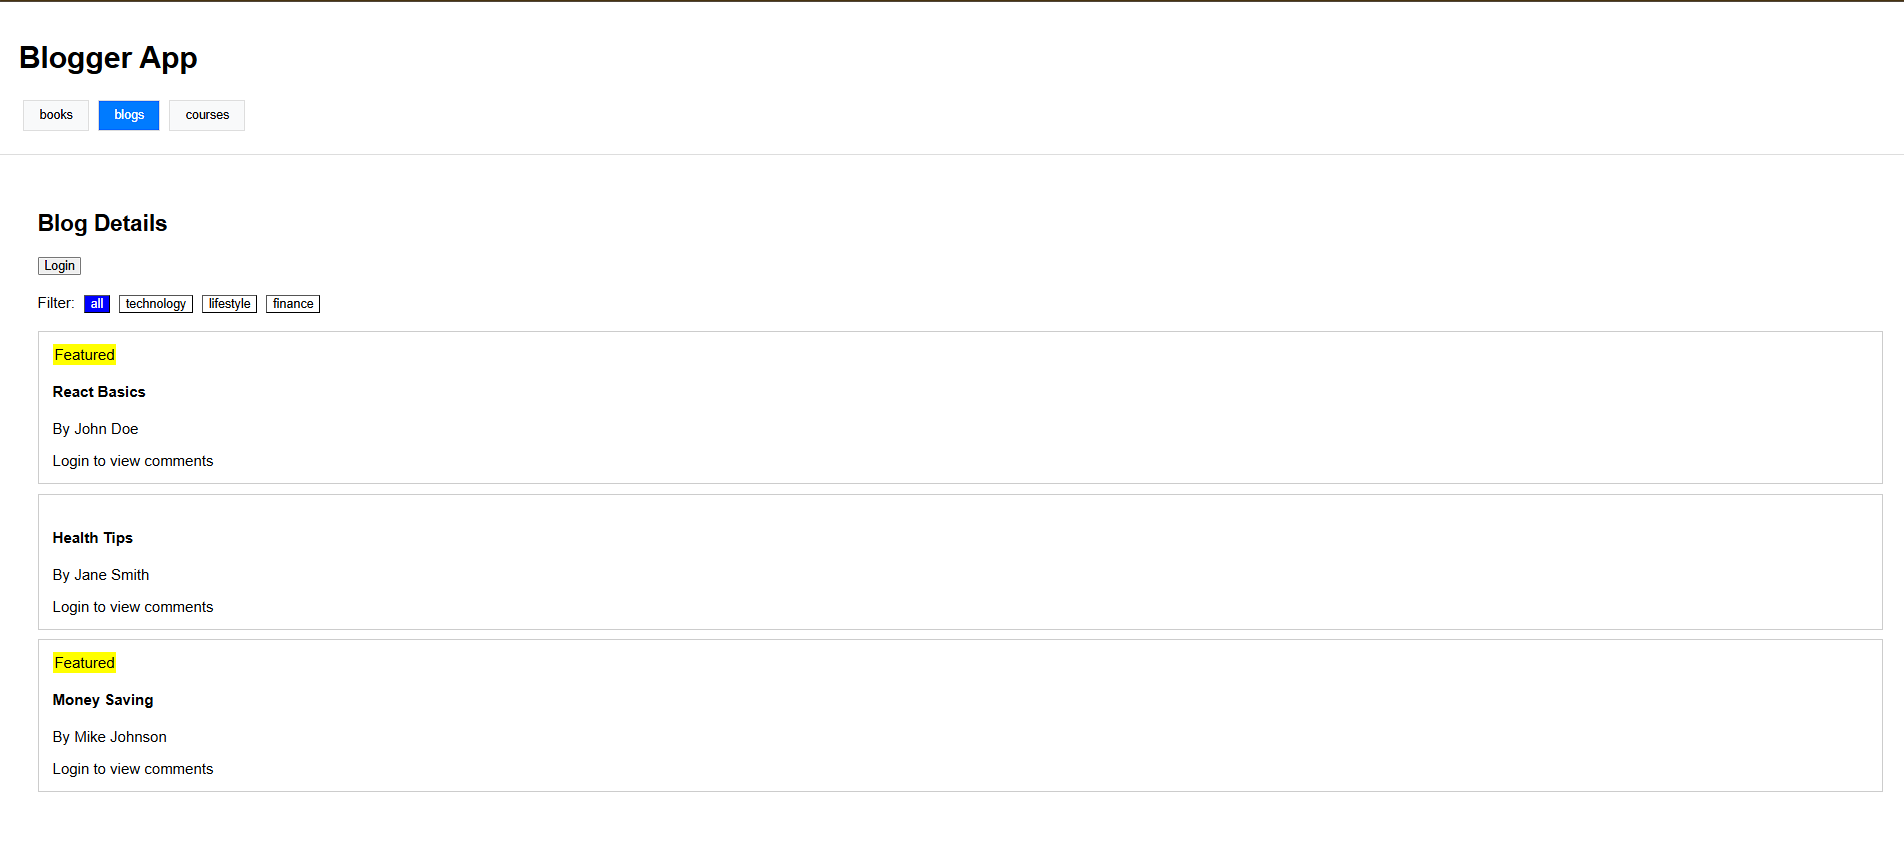 Blogger App
books blogs courses
Blog Details
Login
Filter: all technology lifestyle finance
Featured
React Basics
By John Doe
Login to view comments
Health Tips
By Jane Smith
Login to view comments
Featured
Money Saving
By Mike Johnson
Login to view comments